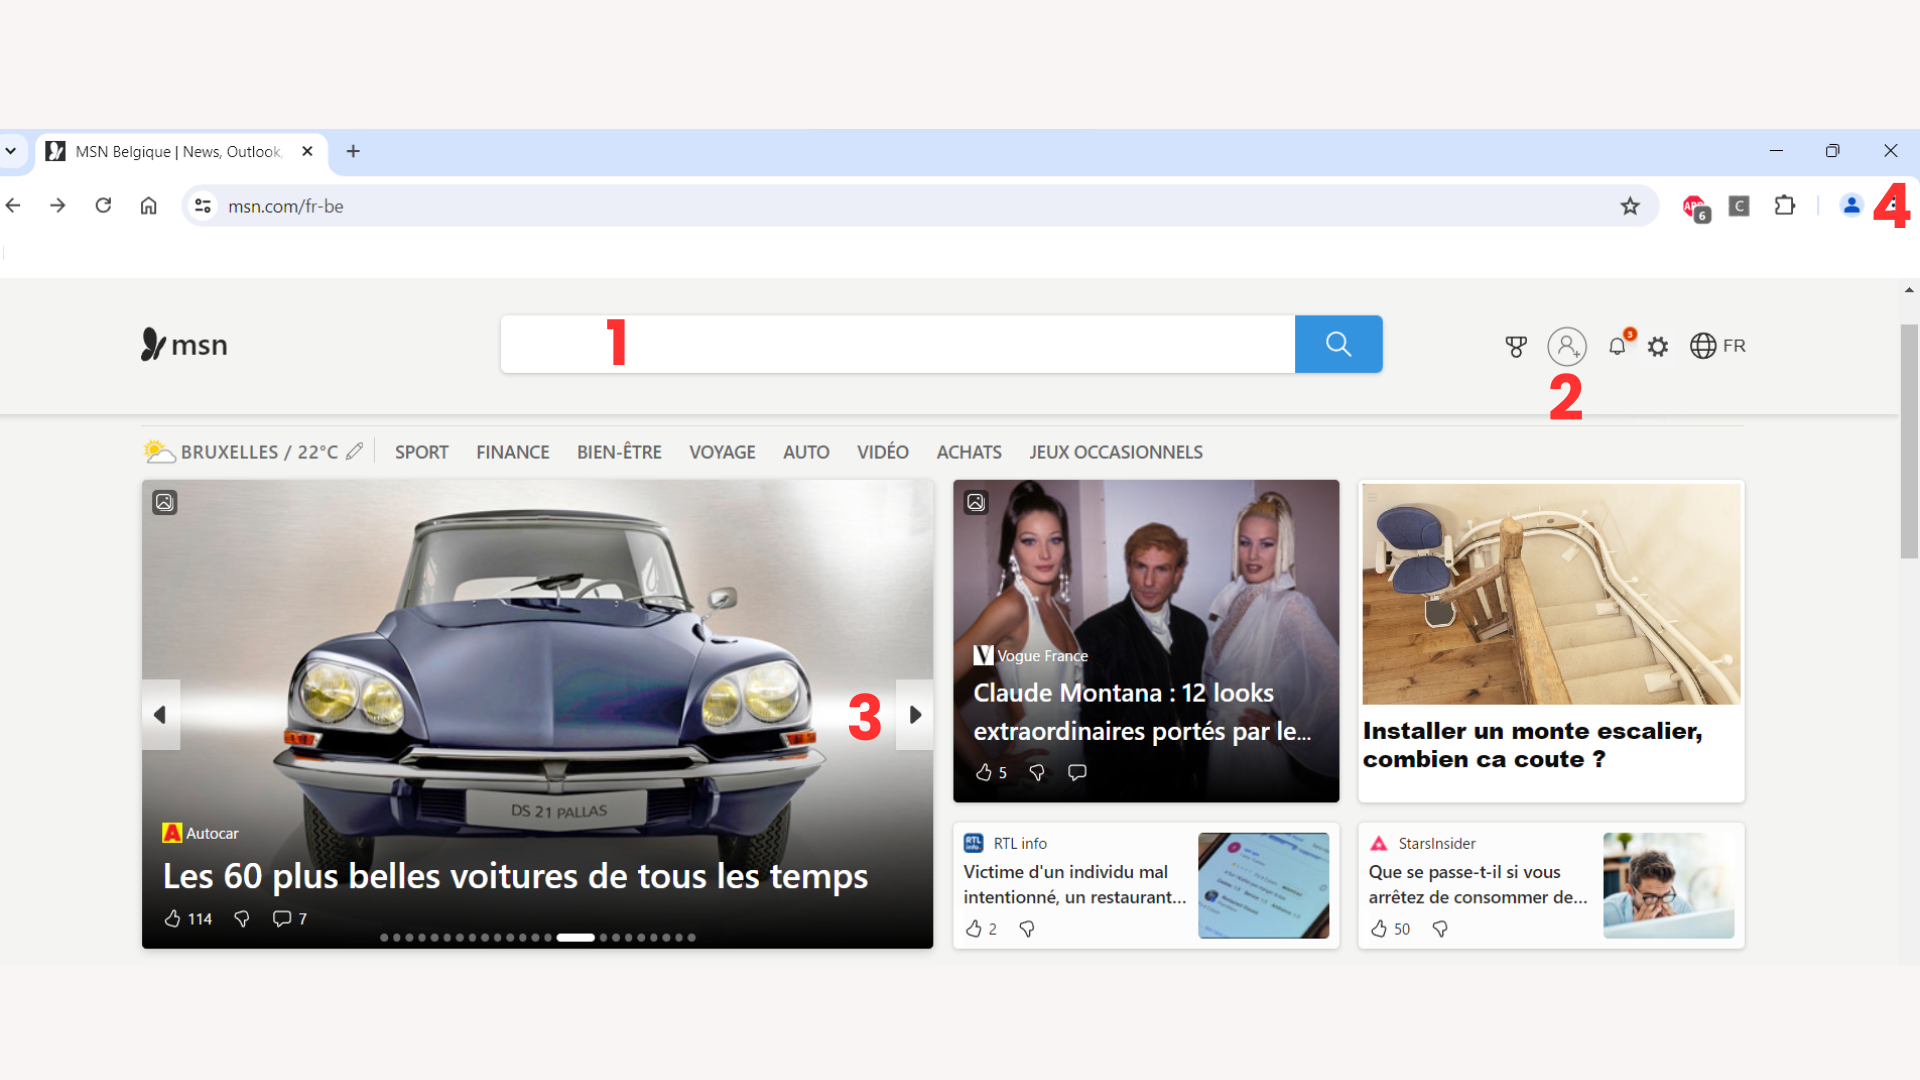 MSN Belgique | News, Outlook,
msn.com/fr-be
6
C
4
msn
1
3
FR
2
BRUXELLES / 22°C
SPORT
FINANCE
BIEN-ÊTRE
VOYAGE
AUTO
VIDÉO
ACHATS
JEUX OCCASIONNELS
3
DS 21 PALLAS
Autocar
Les 60 plus belles voitures de tous les temps
114
7
Vogue France
Claude Montana : 12 looks
extraordinaires portés par le...
5
Installer un monte escalier,
combien ca coute ?
RTL info
Victime d'un individu mal
intentionné, un restaurant...
2
StarsInsider
Que se passe-t-il si vous
arrêtez de consommer de...
50